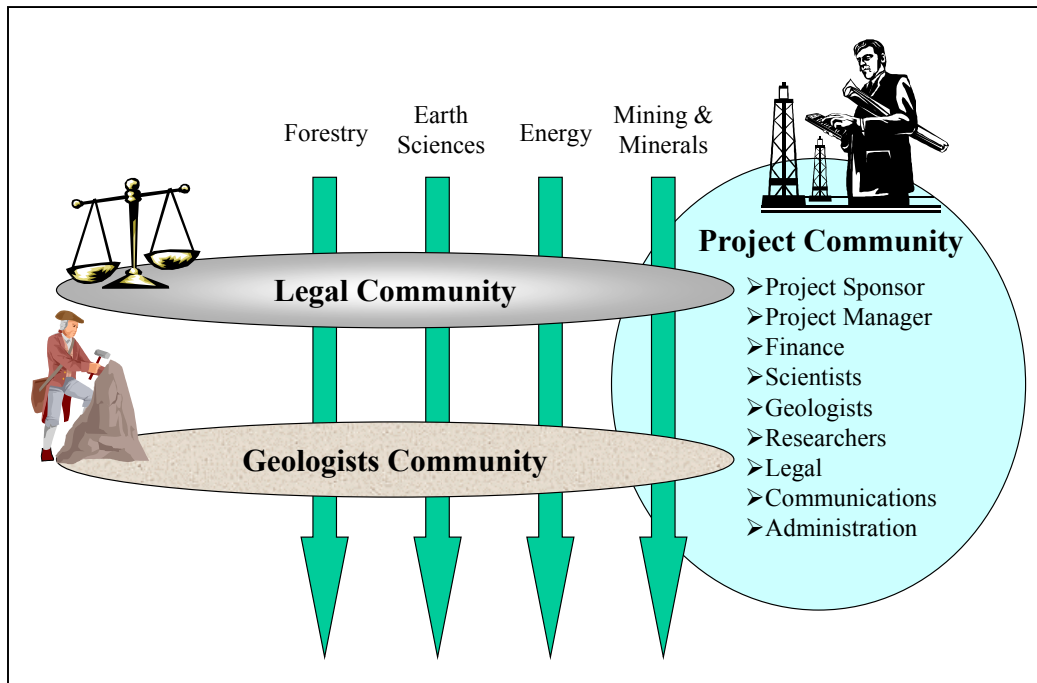 Forestry
Earth
Sciences
Energy
Mining &
Minerals
Project Community
Legal Community
➢Project Sponsor
➢Project Manager
➢Finance
➢Scientists
➢Geologists
➢Researchers
➢Legal
➢Communications
➢Administration
Geologists Community